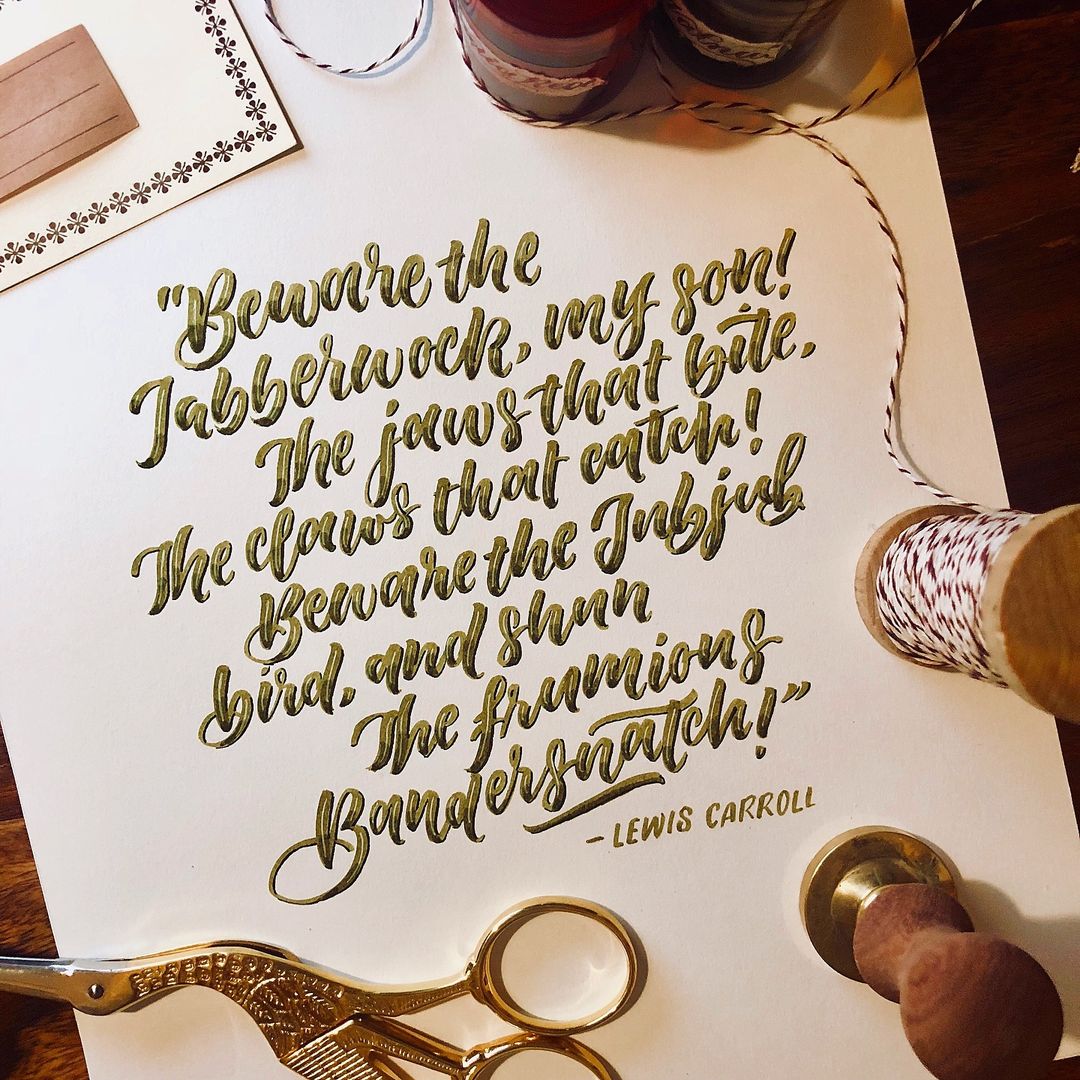 "Beware the
Jabberwock, my son!
The jaws that bite,
The claws that catch!
Beware the Jubjub
bird, and shun
The frumious
Bandersnatch!"
- LEWIS CARROLL